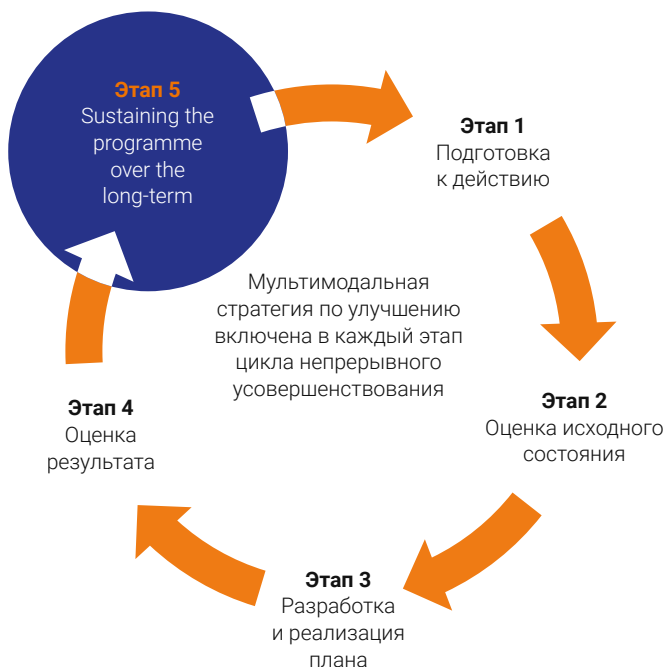 Этап 5
Sustaining the
programme
over the
long-term
Этап 1
Подготовка
к действию
Мультимодальная
стратегия по улучшению
включена в каждый этап
цикла непрерывного
усовершенствования
Этап 2
Оценка исходного
состояния
Этап 4
Оценка
результата
Этап 3
Разработка
и реализация
плана